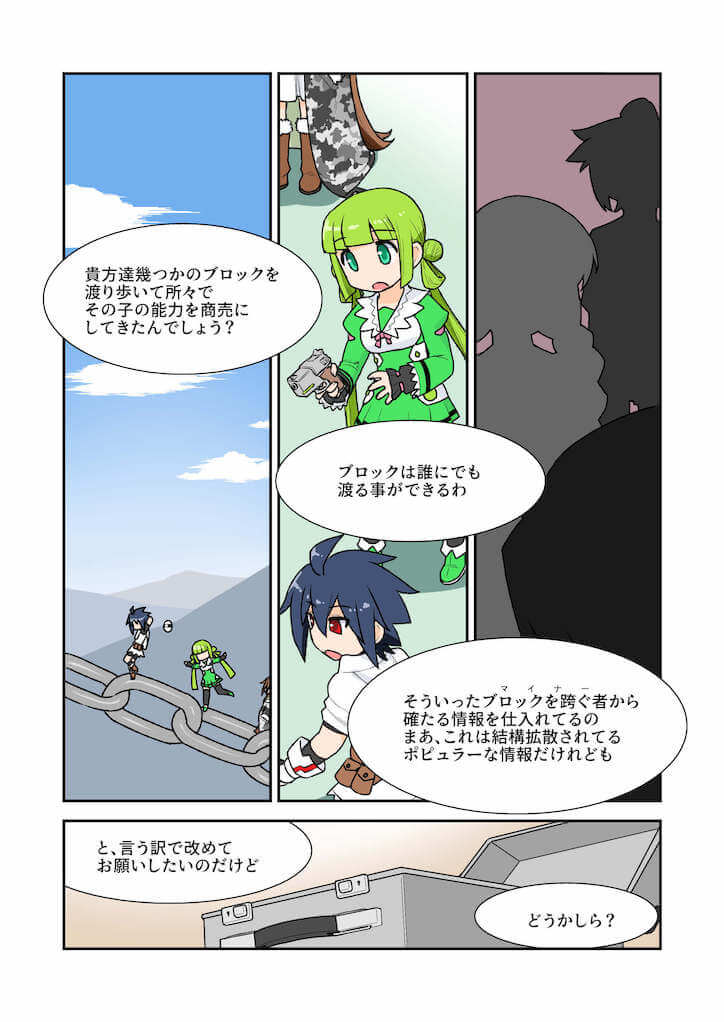 貴方達幾つかのブロックを
渡り歩いて所々で
その子の能力を商売に
してきたんでしょう？
ブロックは誰にでも
渡る事ができるわ
マイナー
そういったブロックを跨ぐ者から
確たる情報を仕入れてるの
まあ、これは結構拡散されてる
ポピュラーな情報だけれども
と、言う訳で改めて
お願いしたいのだけど
どうかしら？